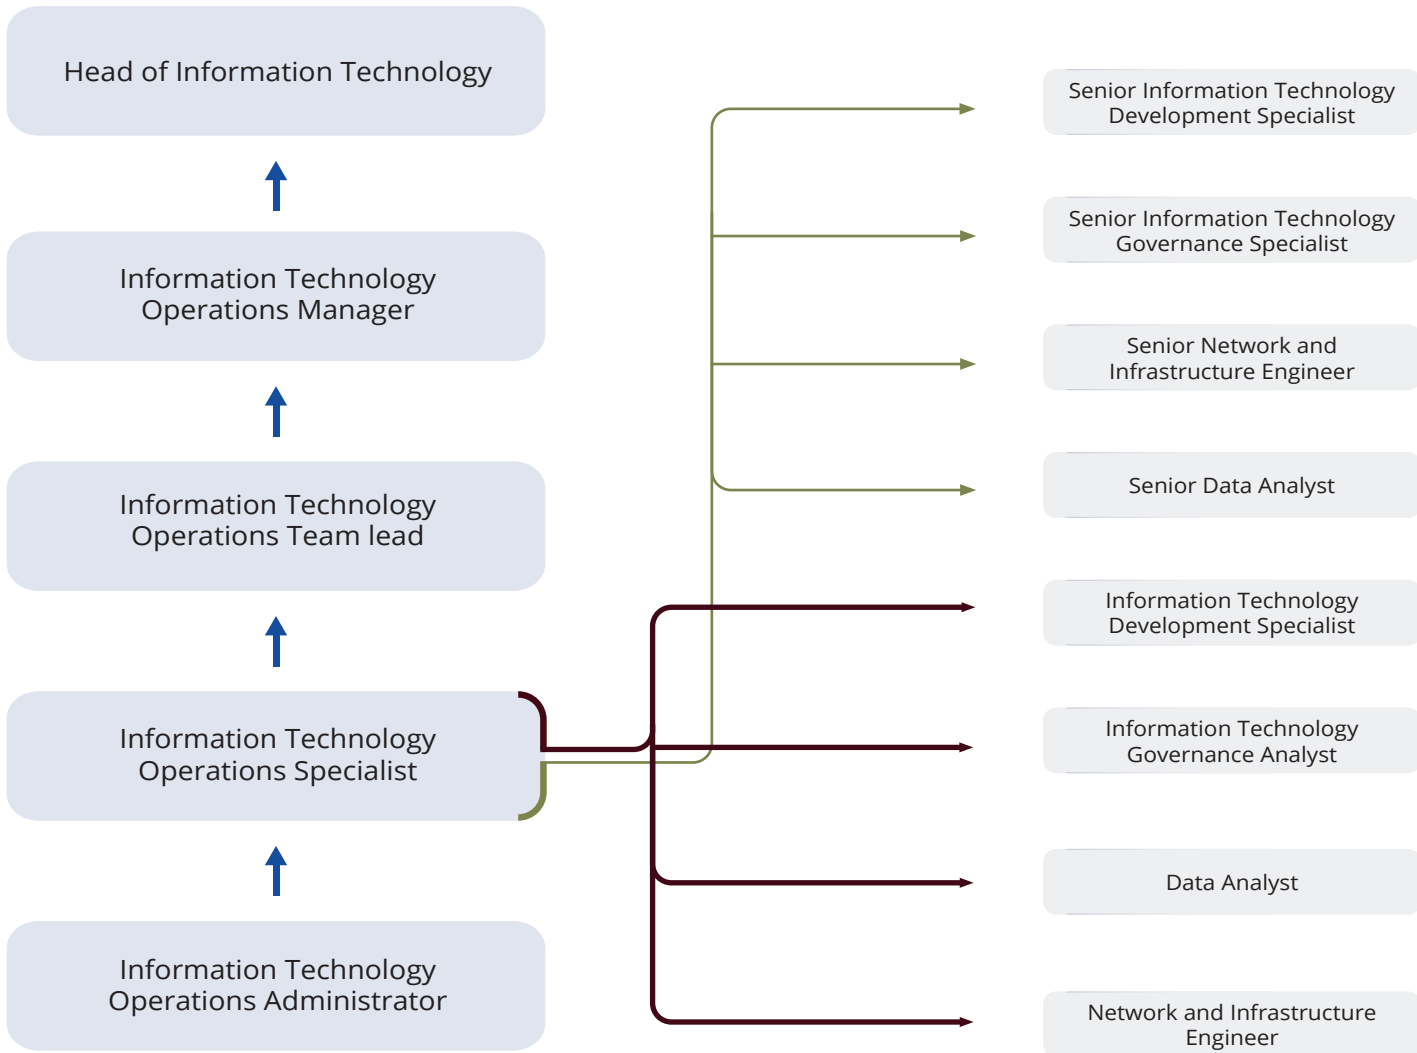 Head of Information Technology
Information Technology
Operations Manager
Information Technology
Operations Team lead
Information Technology
Operations Specialist
Information Technology
Operations Administrator
Senior Information Technology
Development Specialist
Senior Information Technology
Governance Specialist
Senior Network and
Infrastructure Engineer
Senior Data Analyst
Information Technology
Development Specialist
Information Technology
Governance Analyst
Data Analyst
Network and Infrastructure
Engineer